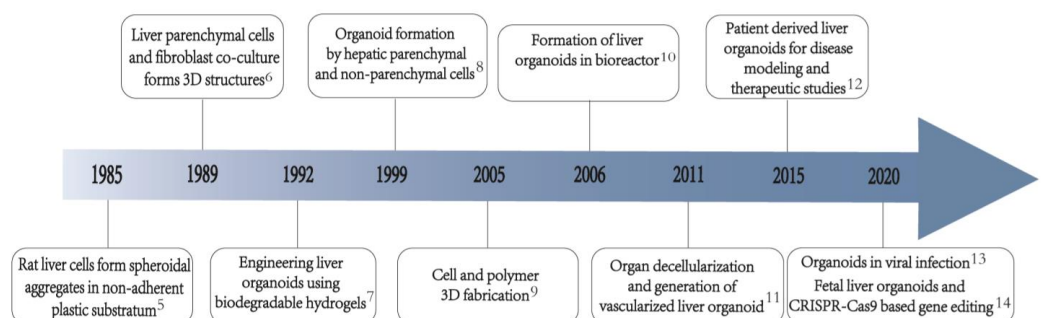 Liver parenchymal cells
and fibroblast co-culture
forms 3D structures6
Organoid formation
by hepatic parenchymal
and non-parenchymal cells8
Formation of liver
organoids in bioreactor10
Patient derived liver
organoids for disease
modeling and
therapeutic studies12
1985 1989 1992 1999 2005 2006 2011 2015 2020
Rat liver cells form spheroidal
aggregates in non-adherent
plastic substratum5
Engineering liver
organoids using
biodegradable hydrogels7
Cell and polymer
3D fabrication9
Organ decellularization
and generation of
vascularized liver organoid11
Organoids in viral infection13
Fetal liver organoids and
CRISPR-Cas9 based gene editing14